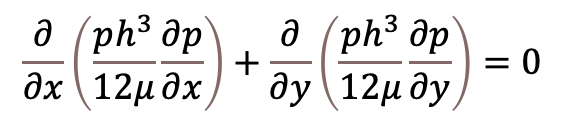 ∂/∂x (ph³/12μ ∂p/∂x) + ∂/∂y (ph³/12μ ∂p/∂y) = 0